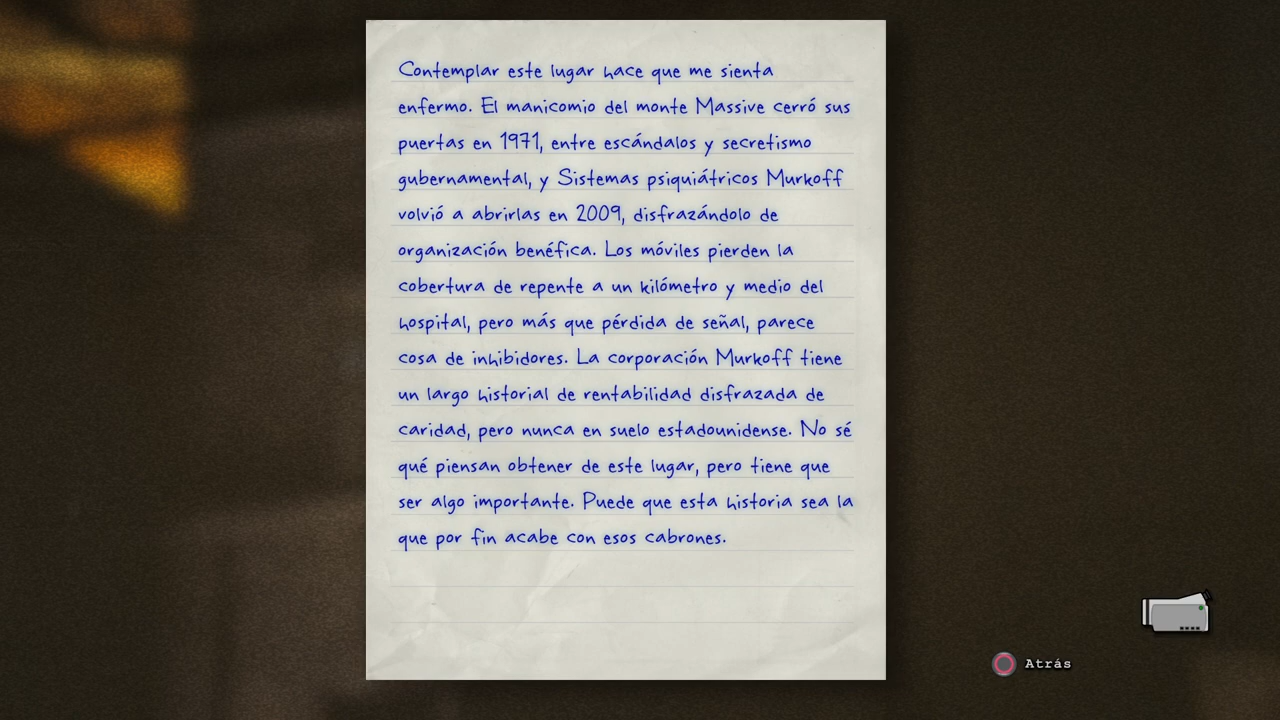 Contemplar este lugar hace que me sienta
enfermo. El manicomio del monte Massive cerró sus
puertas en 1971, entre escándalos y secretismo
gubernamental, y Sistemas psiquiátricos Murkoff
volvió a abrirlas en 2009, disfrazándolo de
organización benéfica. Los móviles pierden la
cobertura de repente a un kilómetro y medio del
hospital, pero más que pérdida de señal, parece
cosa de inhibidores. La corporación Murkoff tiene
un largo historial de rentabilidad disfrazada de
caridad, pero nunca en suelo estadounidense. No sé
qué piensan obtener de este lugar, pero tiene que
ser algo importante. Puede que esta historia sea la
que por fin acabe con esos cabrones.
Atrás